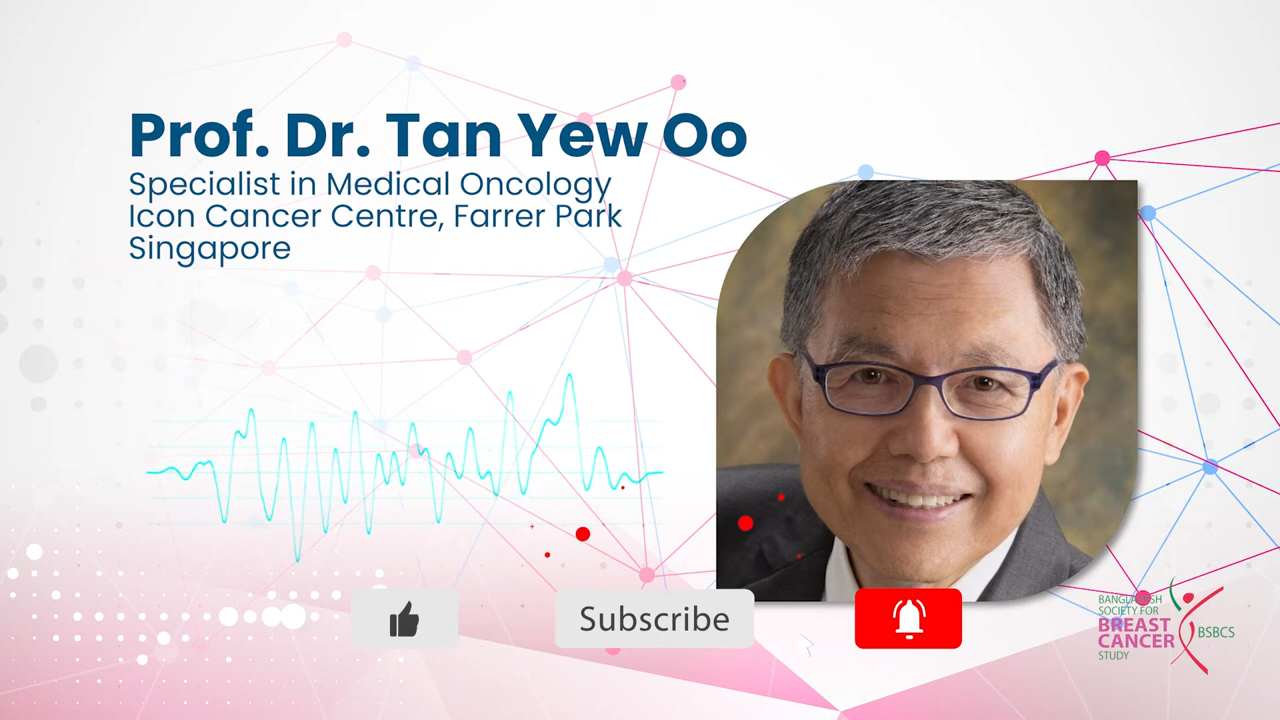 Prof. Dr. Tan Yew Oo
Specialist in Medical Oncology
Icon Cancer Centre, Farrer Park
Singapore
Subscribe
BANGLADESH
SOCIETY FOR
BREAST
CANCER
STUDY
BSBCS